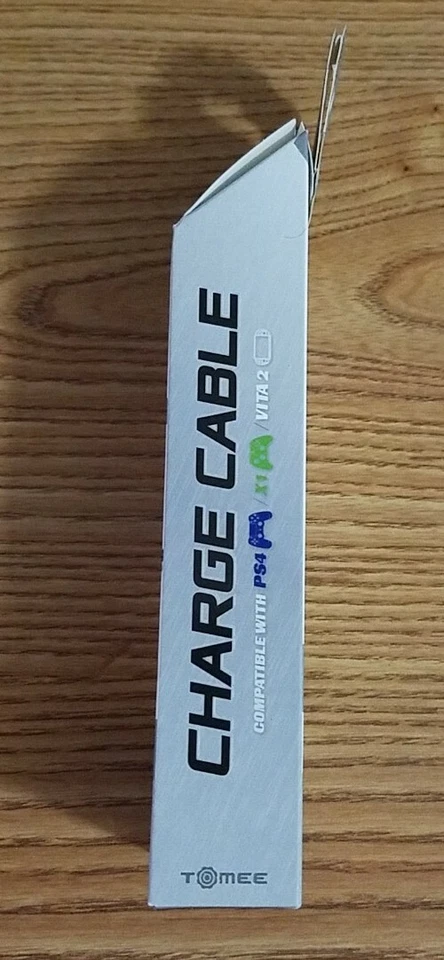 CHARGE CABLE
COMPATIBLE WITH PS4 / X1 / VITA 2
TOMEE